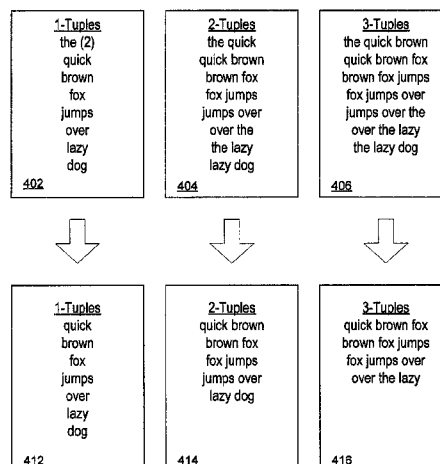 1-Tuples
the (2)
quick
brown
fox
jumps
over
lazy
dog
402
2-Tuples
the quick
quick brown
brown fox
fox jumps
jumps over
over the
the lazy
lazy dog
404
3-Tuples
the quick brown
quick brown fox
brown fox jumps
fox jumps over
jumps over the
over the lazy
the lazy dog
406
1-Tuples
quick
brown
fox
jumps
over
lazy
dog
412
2-Tuples
quick brown
brown fox
fox jumps
jumps over
lazy dog
414
3-Tuples
quick brown fox
brown fox jumps
fox jumps over
over the lazy
416